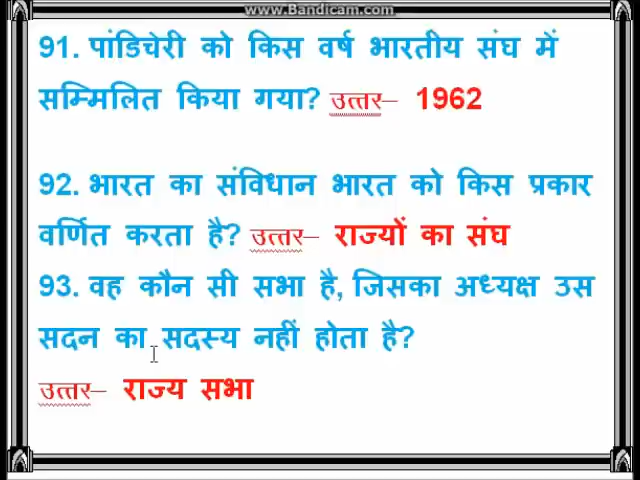 www.Bandicam.com
91. पांडिचेरी को किस वर्ष भारतीय संघ में
सम्मिलित किया गया? उत्तर– 1962
92. भारत का संविधान भारत को किस प्रकार
वर्णित करता है? उत्तर– राज्यों का संघ
93. वह कौन सी सभा है, जिसका अध्यक्ष उस
सदन का सदस्य नहीं होता है?
उत्तर– राज्य सभा